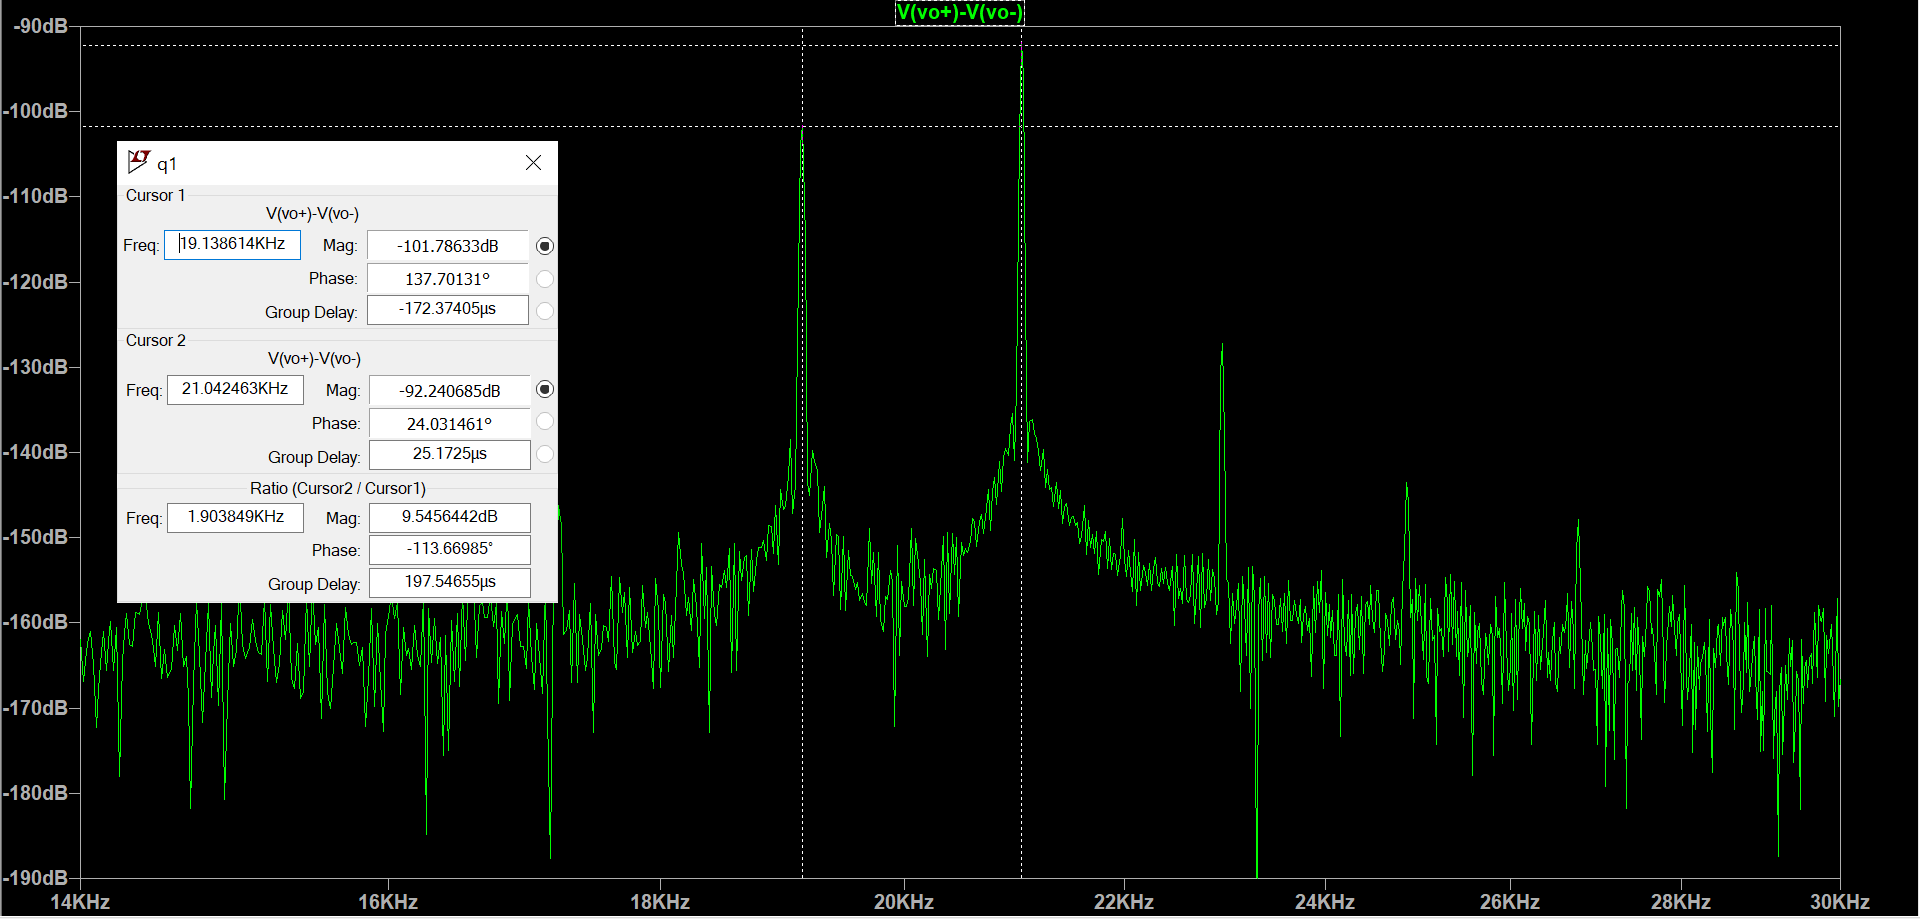 V(vo+)-V(vo-)
-90dB
-100dB
-110dB
-120dB
-130dB
-140dB
-150dB
-160dB
-170dB
-180dB
-190dB
q1
Cursor 1
V(vo+)-V(vo-)
Freq: 19.138614KHz Mag: -101.78633dB
Phase: 137.70131°
Group Delay: -172.37405µs
Cursor 2
V(vo+)-V(vo-)
Freq: 21.042463KHz Mag: -92.240685dB
Phase: 24.031461°
Group Delay: 25.1725µs
Ratio (Cursor2 / Cursor1)
Freq: 1.903849KHz Mag: 9.5456442dB
Phase: -113.66985°
Group Delay: 197.54655µs
14KHz 16KHz 18KHz 20KHz 22KHz 24KHz 26KHz 28KHz 30KHz